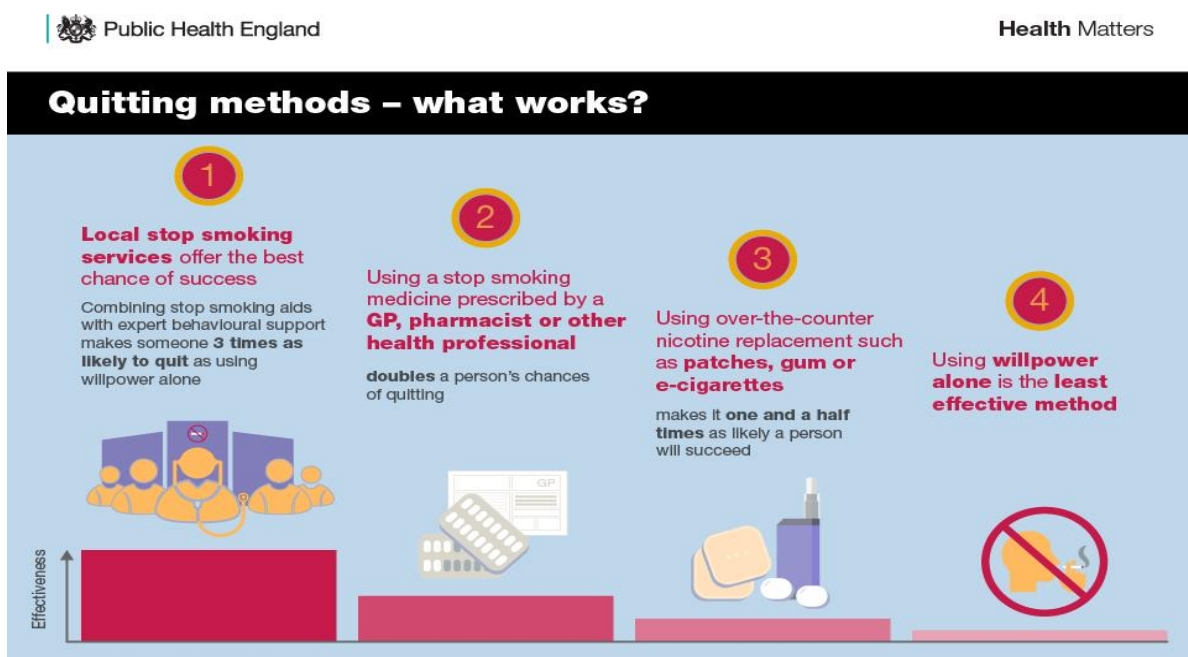 Public Health England
Health Matters
Quitting methods – what works?
1
Local stop smoking
services offer the best
chance of success
Combining stop smoking aids
with expert behavioural support
makes someone 3 times as
likely to quit as using
willpower alone
2
Using a stop smoking
medicine prescribed by a
GP, pharmacist or other
health professional
doubles a person's chances
of quitting
GP
3
Using over-the-counter
nicotine replacement such
as patches, gum or
e-cigarettes
makes it one and a half
times as likely a person
will succeed
4
Using willpower
alone is the least
effective method
Effectiveness